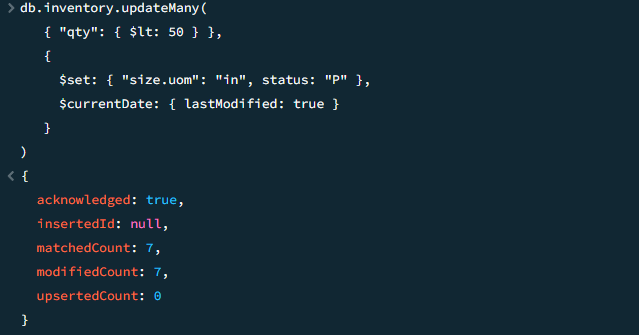 > db.inventory.updateMany(
{ "qty": { $lt: 50 } },
{
$set: { "size.uom": "in", status: "P" },
$currentDate: { lastModified: true }
}
)
< {
acknowledged: true,
insertedId: null,
matchedCount: 7,
modifiedCount: 7,
upsertedCount: 0
}